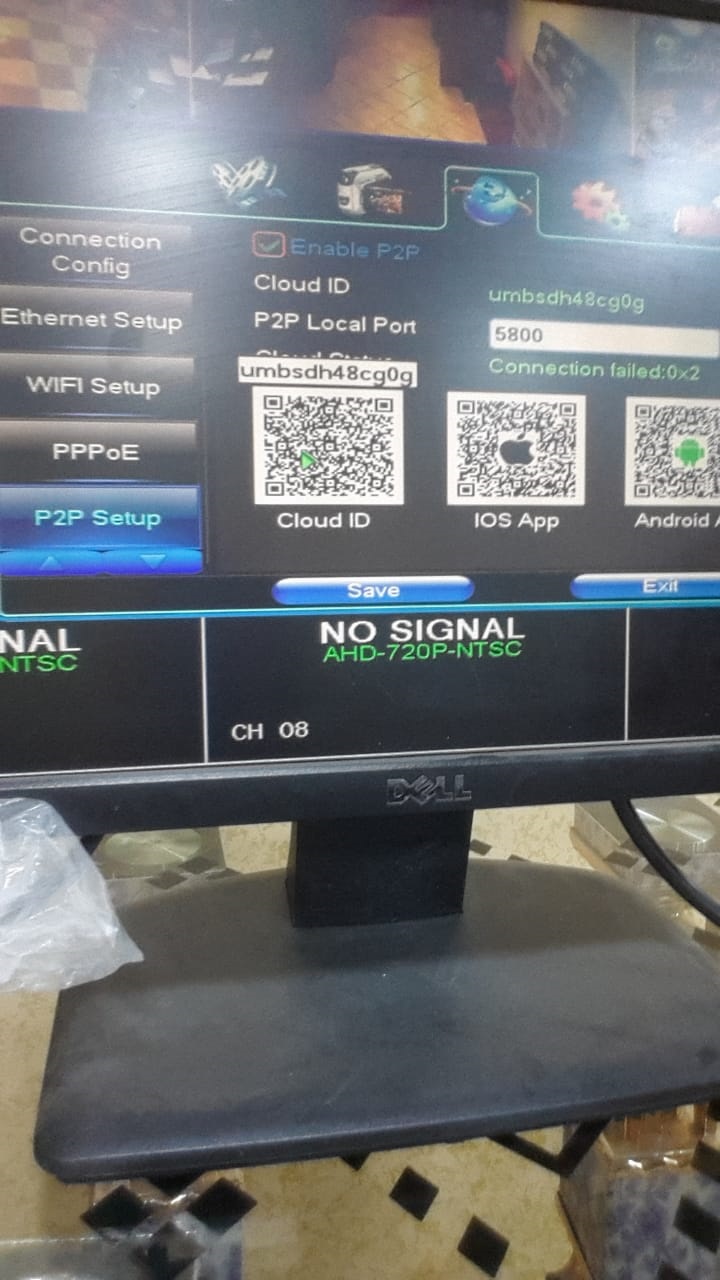 Connection
Config
Ethernet Setup
WIFI Setup
PPPoE
P2P Setup
Enable P2P
Cloud ID
umbsdh48cg0g
P2P Local Port
5800
Cloud Status
Connection failed:0x2
umbsdh48cg0g
Cloud ID
IOS App
Android
Save
Exit
NAL
NTSC
NO SIGNAL
AHD-720P-NTSC
CH 08
DELL